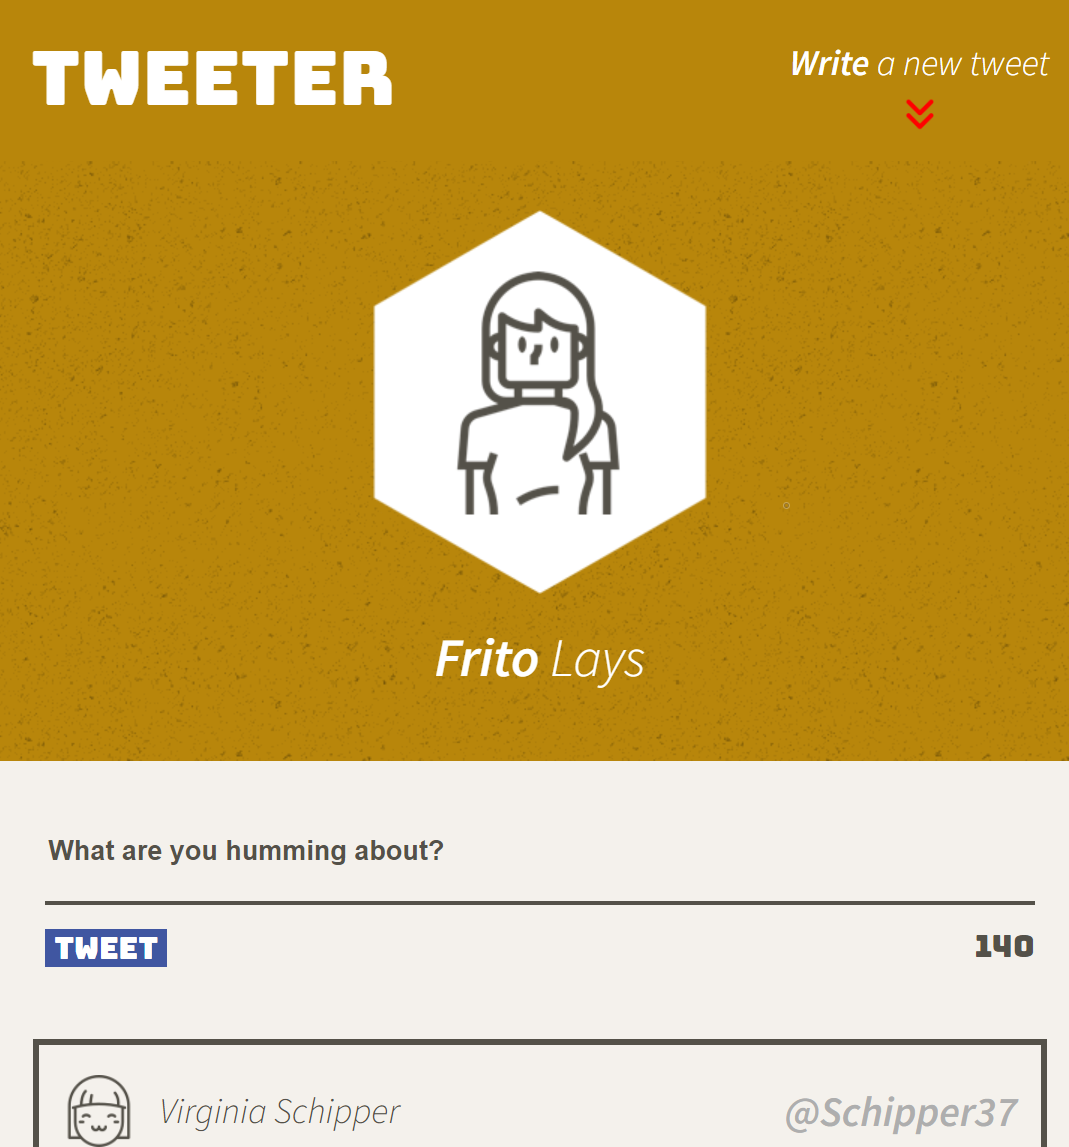 TWEETER
Write a new tweet
Frito Lays
What are you humming about?
TWEET
140
Virginia Schipper
@Schipper37